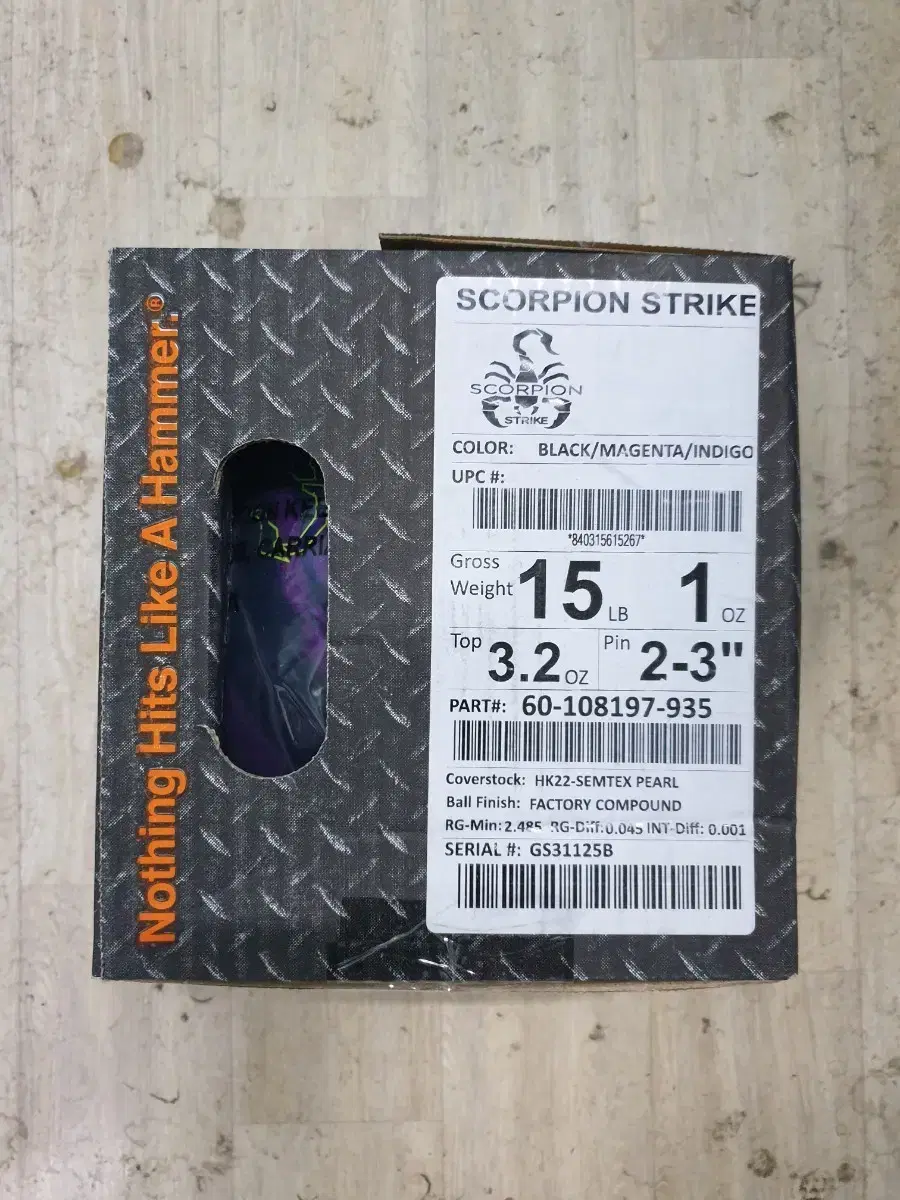 Nothing Hits Like A Hammer.®
SCORPION STRIKE
SCORPION
STRIKE
COLOR: BLACK/MAGENTA/INDIGO
UPC #:
*840315615267*
Gross Weight 15 LB 1 OZ
Top 3.2 OZ Pin 2-3"
PART#: 60-108197-935
Coverstock: HK22-SEMTEX PEARL
Ball Finish: FACTORY COMPOUND
RG-Min: 2.485 RG-Diff: 0.045 INT-Diff: 0.001
SERIAL #: GS31125B